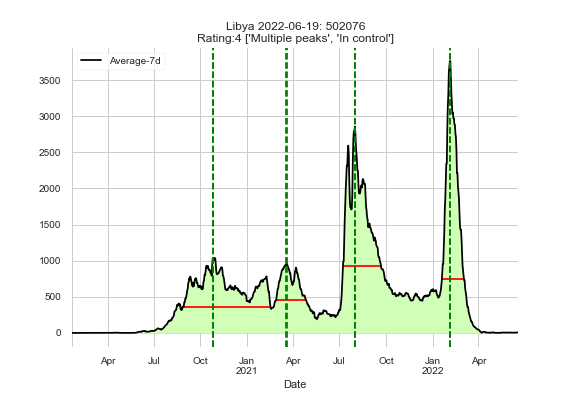 Libya 2022-06-19: 502076
Rating:4 ['Multiple peaks', 'In control']
Average-7d
3500
3000
2500
2000
1500
1000
500
0
Apr Jul Oct Jan Apr Jul Oct Jan Apr
2021 2022
Date